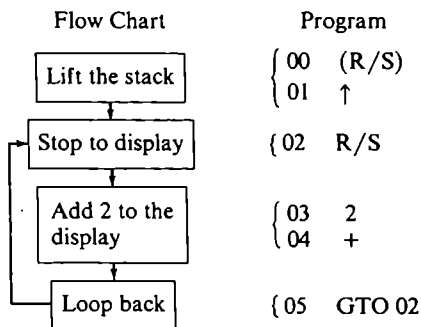 Flow Chart Program
Lift the stack
00 (R/S)
01 ↑
Stop to display
02 R/S
Add 2 to the
display
03 2
04 +
Loop back
05 GTO 02